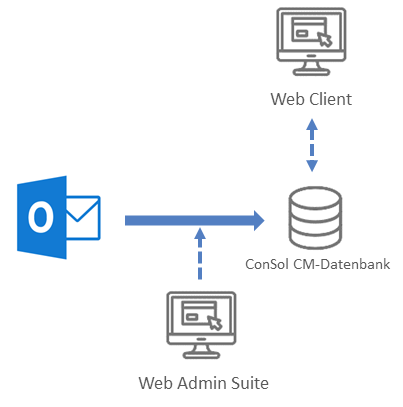 Web Client
O
ConSol CM-Datenbank
Web Admin Suite